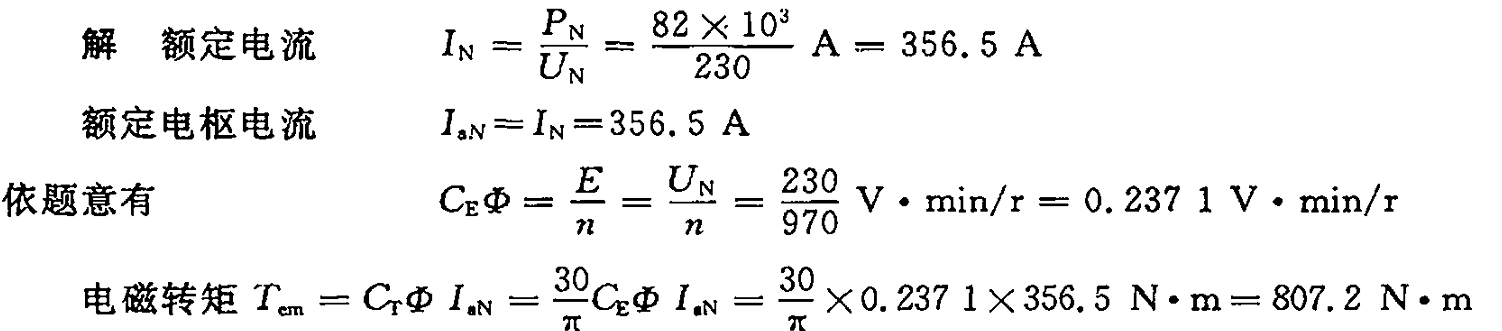 解 额定电流 I_N = P_N/U_N = 82×10³/230 A = 356.5 A
额定电枢电流 I_aN=I_N=356.5 A
依题意有 C_EΦ = E/n = U_N/n = 230/970 V·min/r = 0.237 1 V·min/r
电磁转矩 T_em = C_TΦ I_aN = 30/π C_EΦ I_aN = 30/π ×0.237 1×356.5 N·m = 807.2 N·m